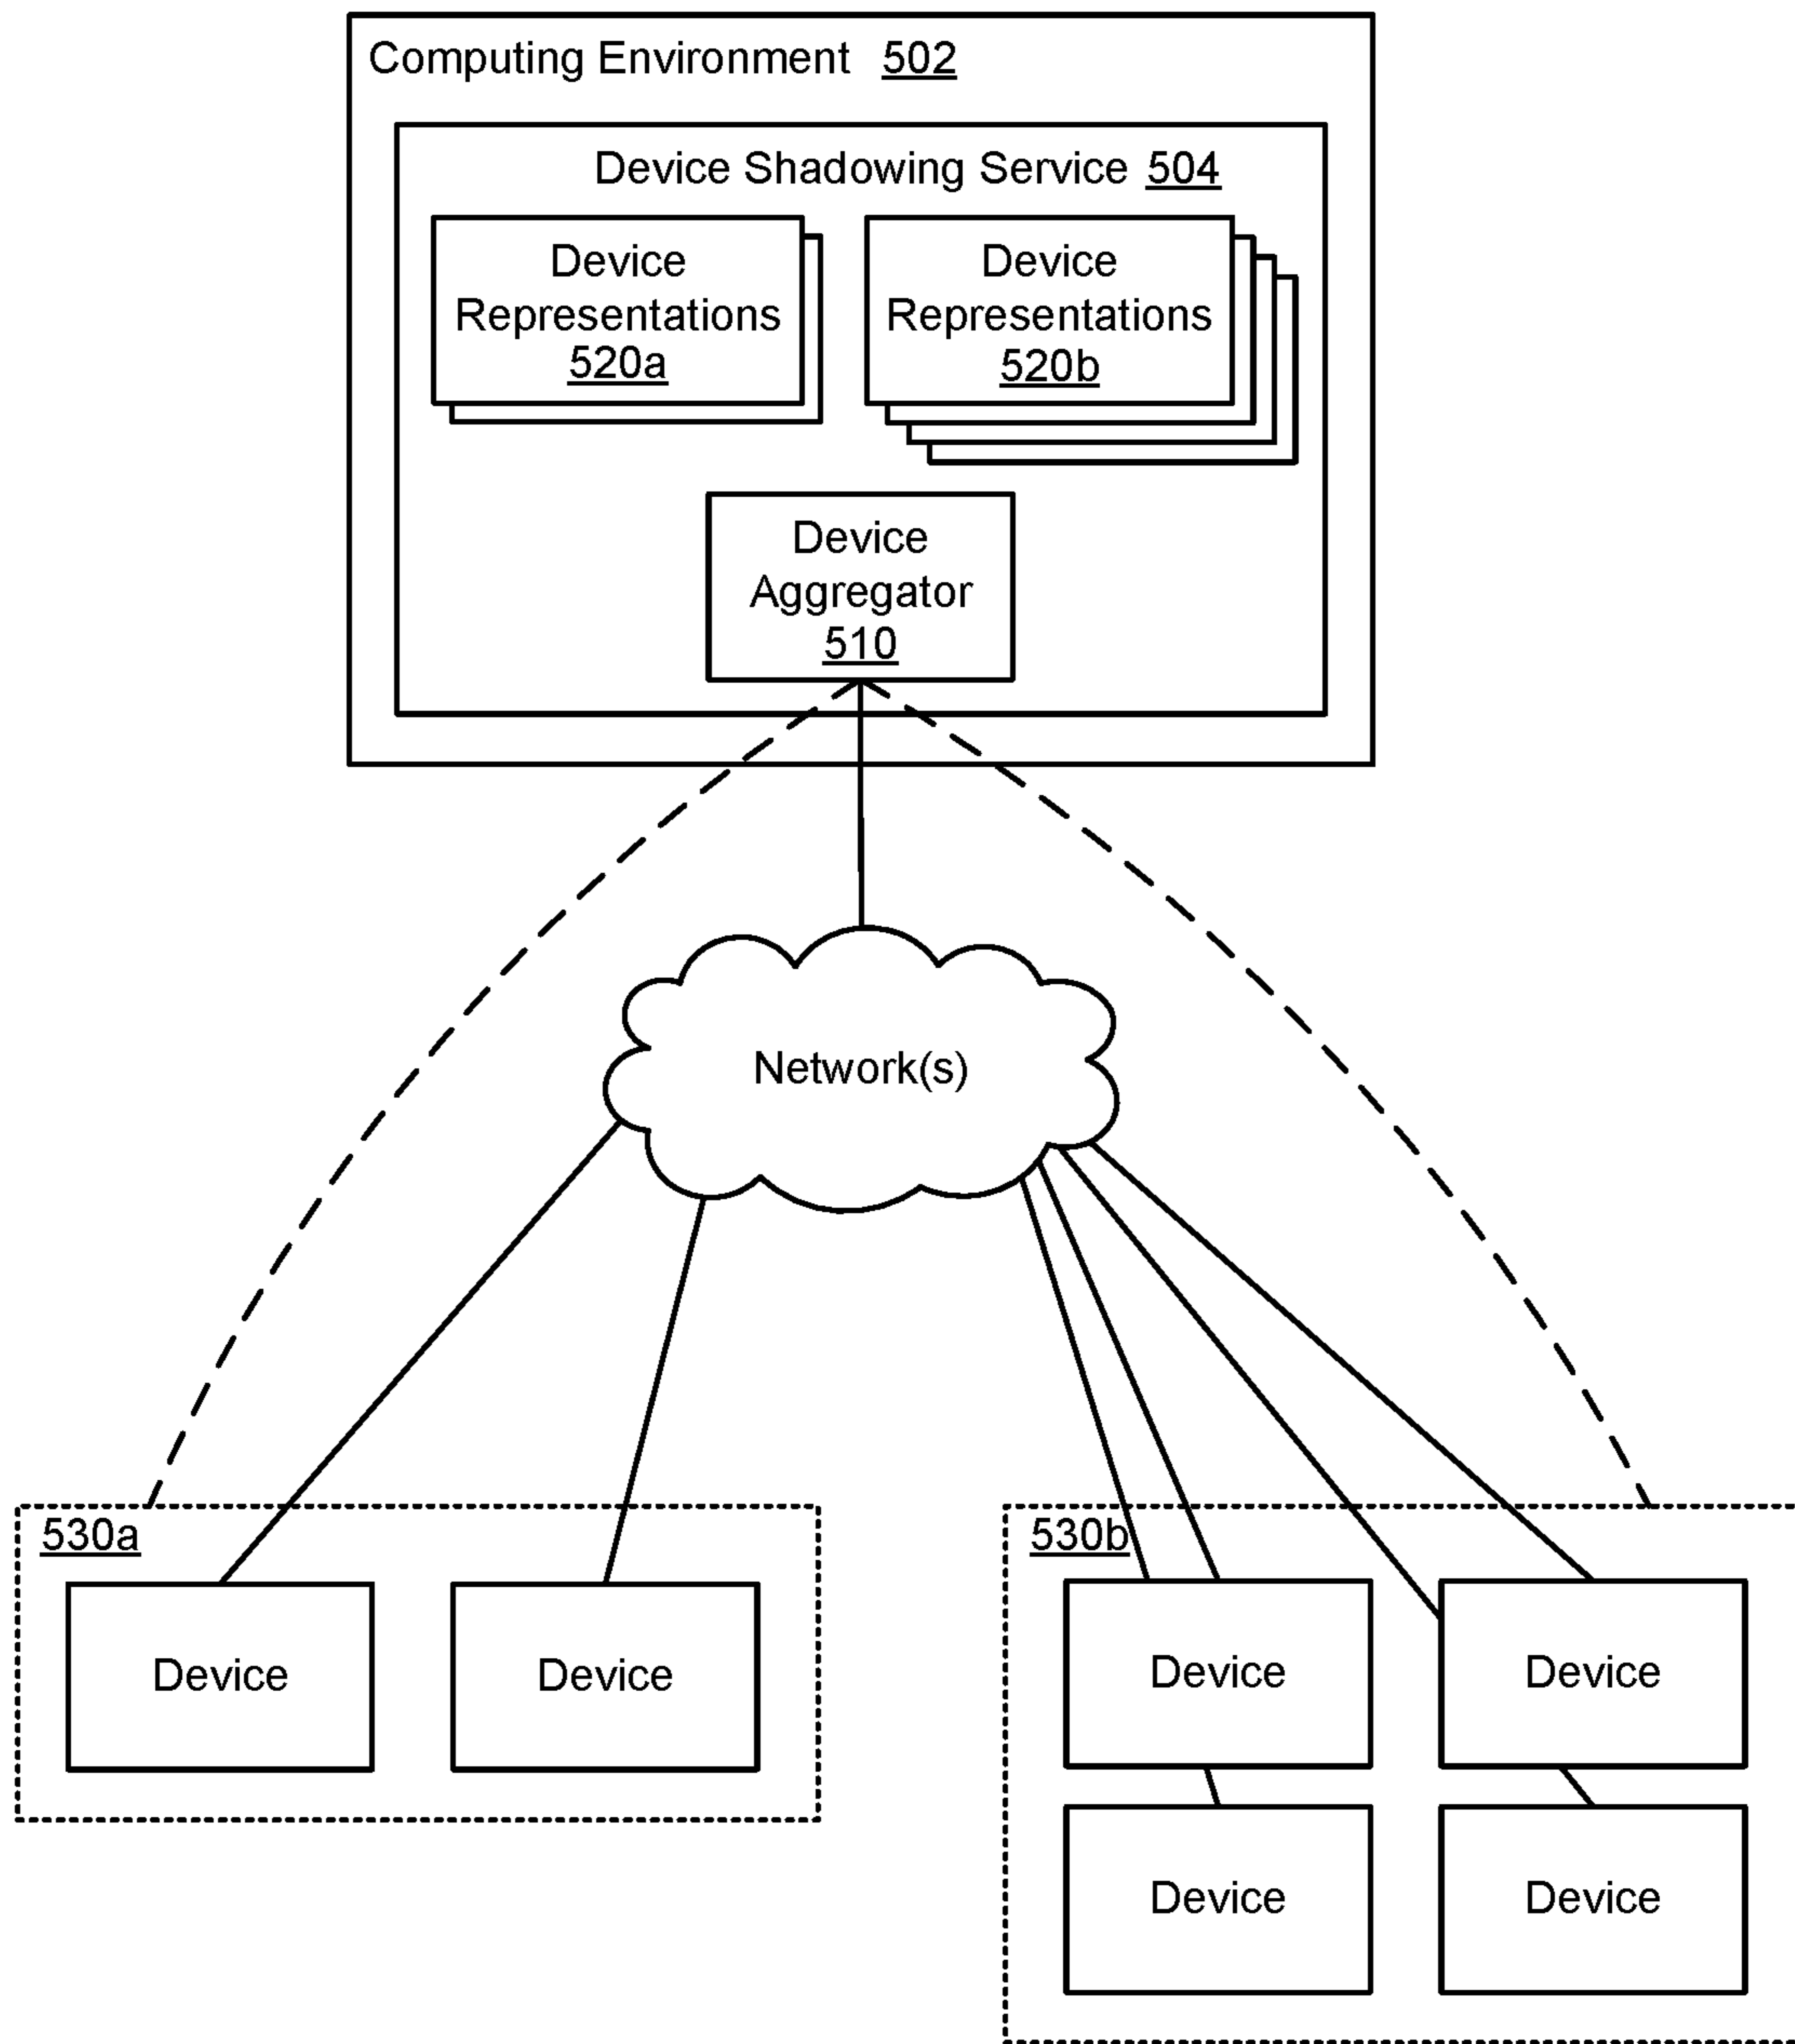 Computing Environment 502
Device Shadowing Service 504
Device
Representations
520a
Device
Representations
520b
Device
Aggregator
510
Network(s)
530a
Device
Device
530b
Device
Device
Device
Device